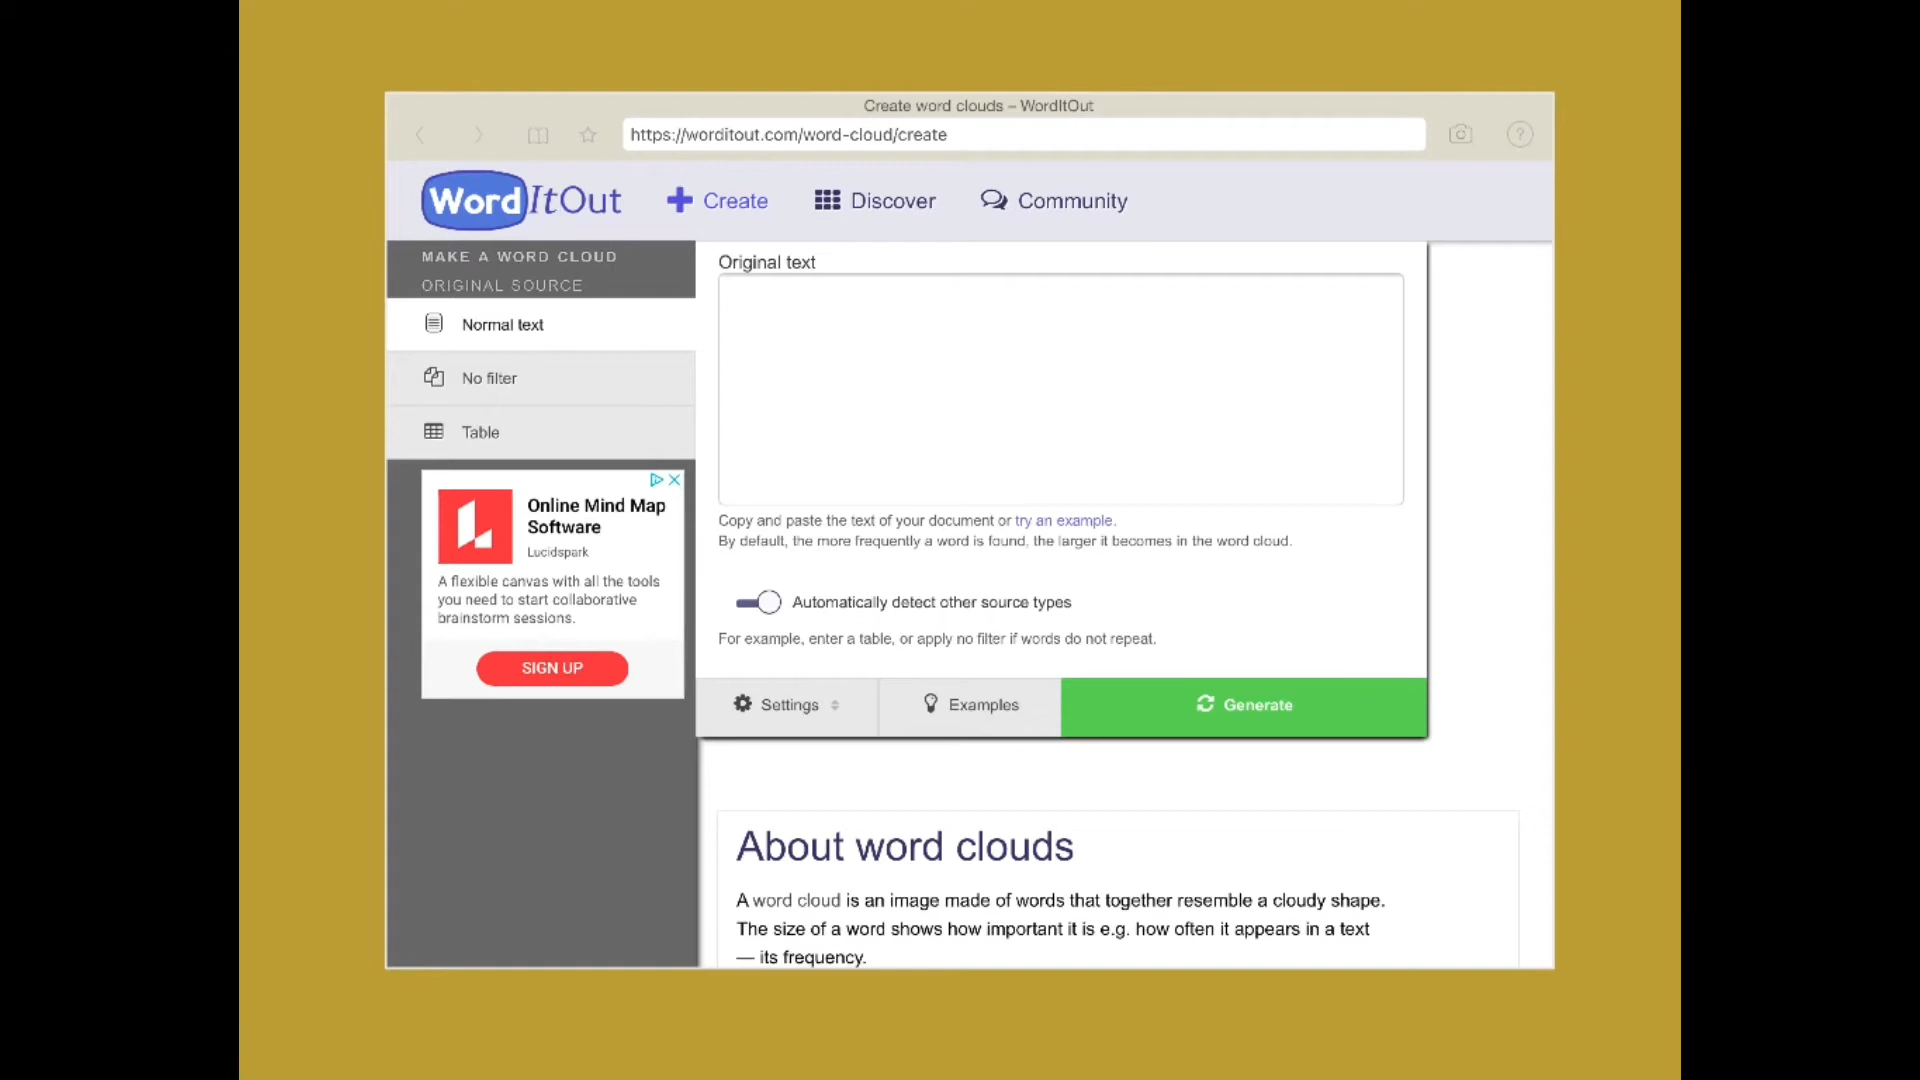 Create word clouds – WordItOut
https://worditout.com/word-cloud/create
WordItOut
Create
Discover
Community
MAKE A WORD CLOUD
ORIGINAL SOURCE
Normal text
No filter
Table
Online Mind Map
Software
Lucidspark
A flexible canvas with all the tools
you need to start collaborative
brainstorm sessions.
SIGN UP
Original text
Copy and paste the text of your document or try an example.
By default, the more frequently a word is found, the larger it becomes in the word cloud.
Automatically detect other source types
For example, enter a table, or apply no filter if words do not repeat.
Settings
Examples
Generate
About word clouds
A word cloud is an image made of words that together resemble a cloudy shape.
The size of a word shows how important it is e.g. how often it appears in a text
— its frequency.